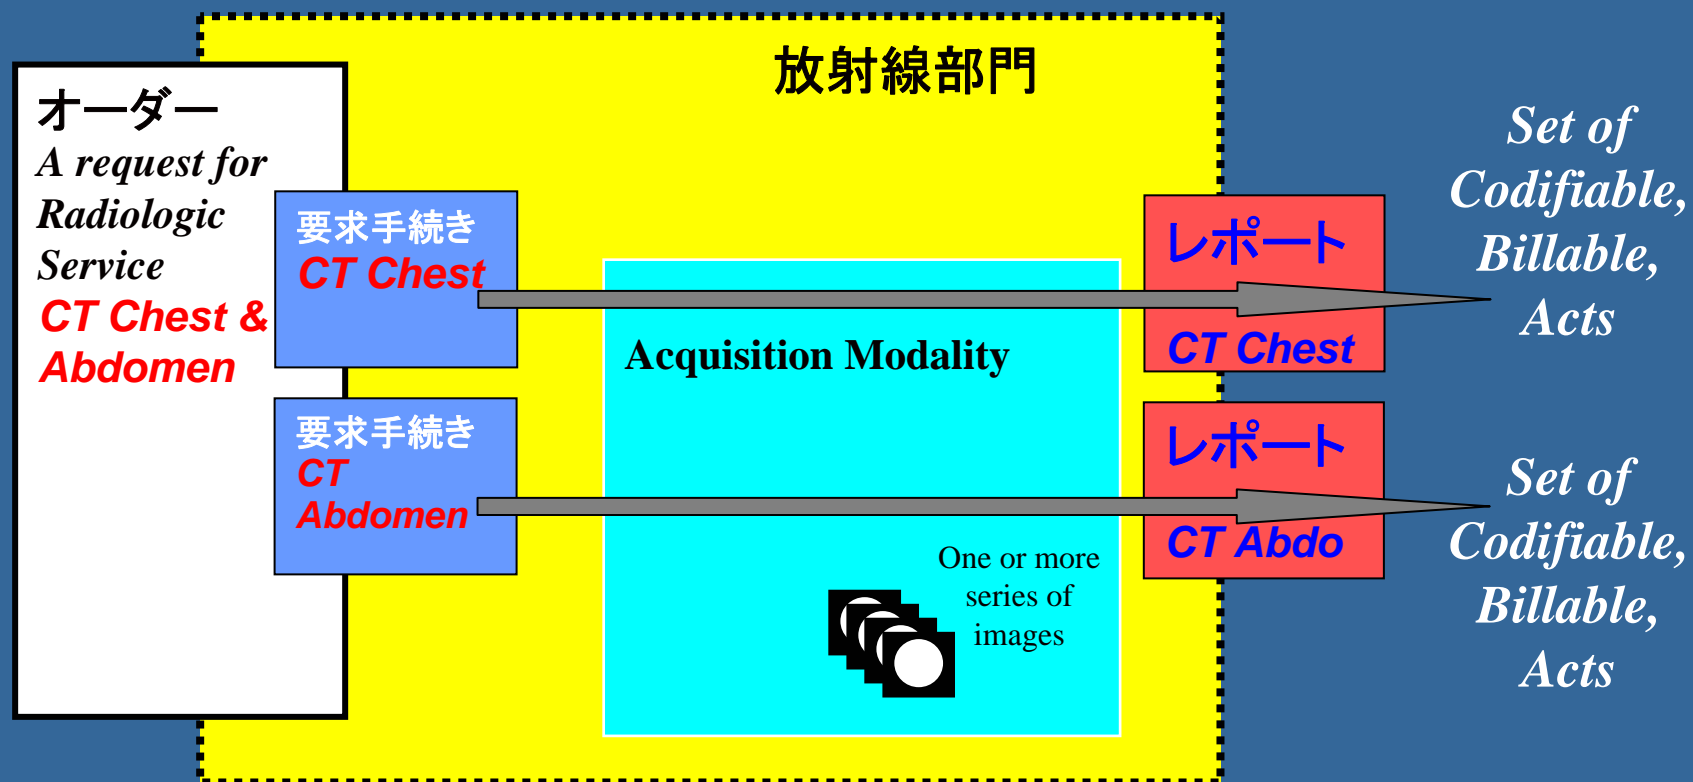 放射線部門
オーダー
A request for
Radiologic
Service
CT Chest &
Abdomen
要求手続き
CT Chest
要求手続き
CT
Abdomen
Acquisition Modality
One or more
series of
images
レポート
CT Chest
レポート
CT Abdo
Set of
Codifiable,
Billable,
Acts
Set of
Codifiable,
Billable,
Acts